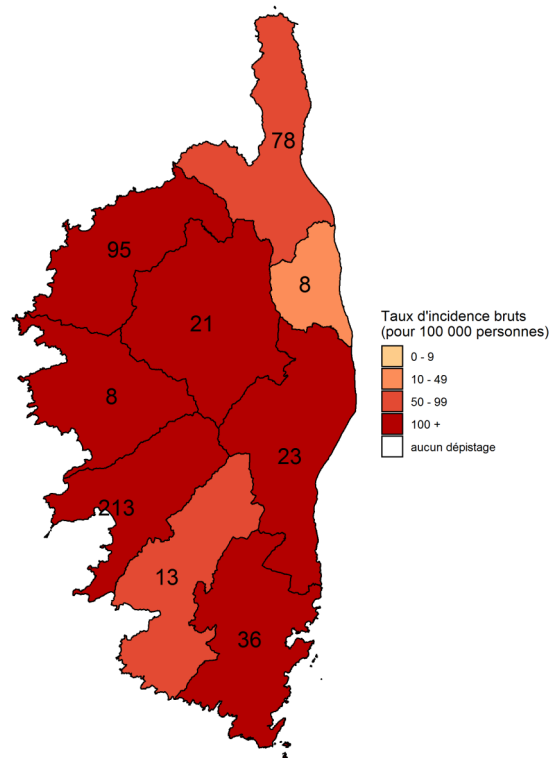 78
95
8
21
8
23
213
13
36
Taux d'incidence bruts
(pour 100 000 personnes)
0 - 9
10 - 49
50 - 99
100 +
aucun dépistage